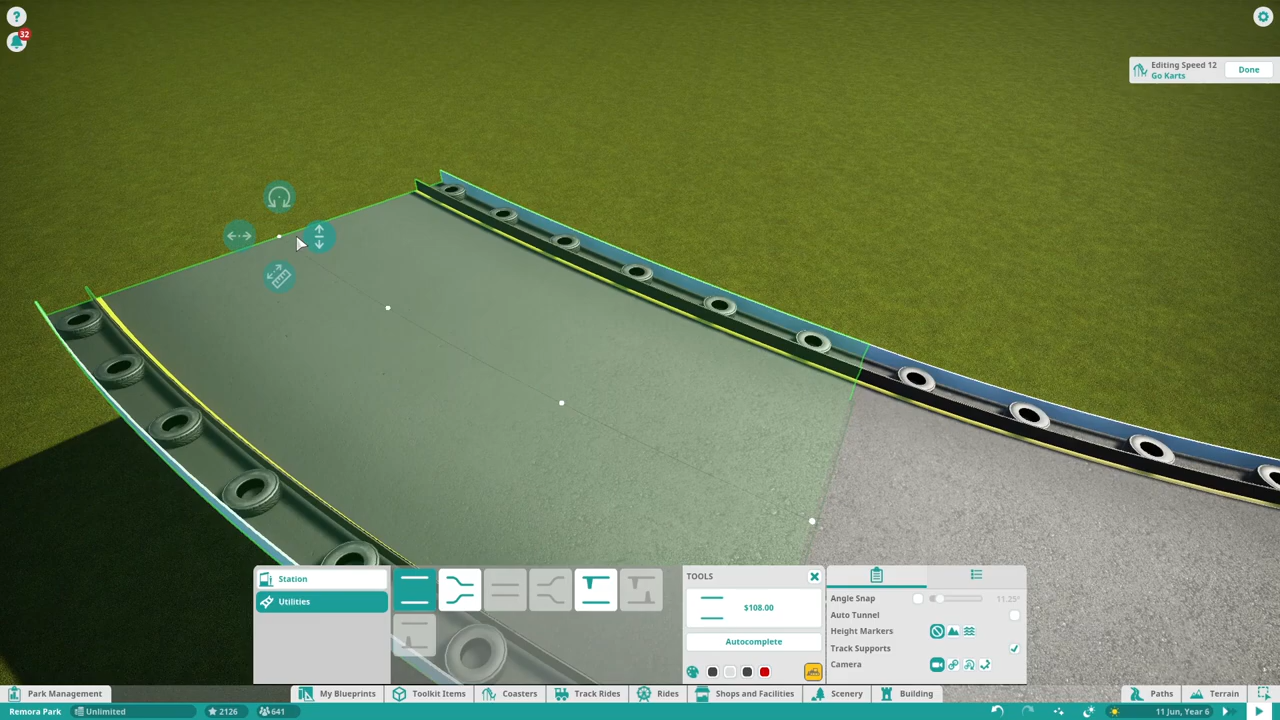 ?
32
Editing Speed 12
Go Karts
Done
Station
Utilities
TOOLS
$108.00
Autocomplete
Angle Snap
11.25°
Auto Tunnel
Height Markers
Track Supports
Camera
Park Management
My Blueprints
Toolkit Items
Coasters
Track Rides
Rides
Shops and Facilities
Scenery
Building
Paths
Terrain
Remora Park
Unlimited
2126
641
11 Jun, Year 6